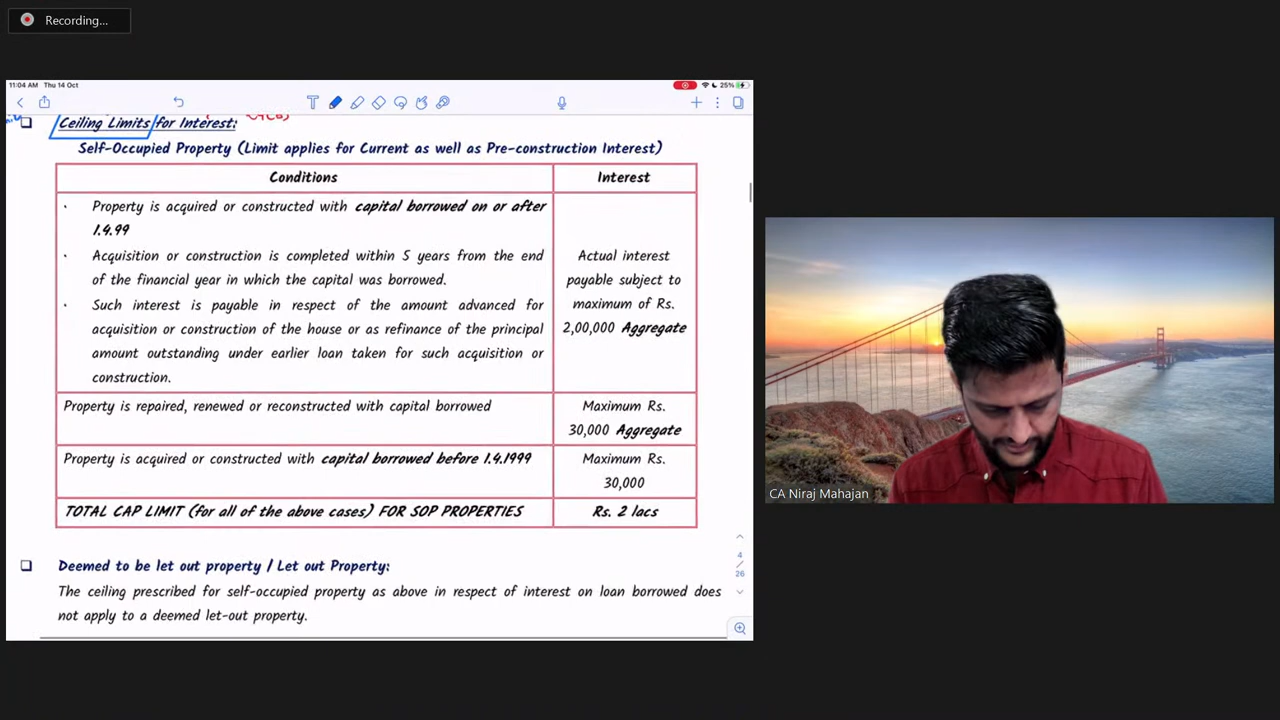 Recording...
11:04 AM Thu 14 Oct
25%
Ceiling Limits for Interest:
Self-Occupied Property (Limit applies for Current as well as Pre-construction Interest)
Conditions
Interest
· Property is acquired or constructed with capital borrowed on or after
1.4.99
· Acquisition or construction is completed within 5 years from the end
of the financial year in which the capital was borrowed.
· Such interest is payable in respect of the amount advanced for
acquisition or construction of the house or as refinance of the principal
amount outstanding under earlier loan taken for such acquisition or
construction.
Actual interest
payable subject to
maximum of Rs.
2,00,000 Aggregate
Property is repaired, renewed or reconstructed with capital borrowed
Maximum Rs.
30,000 Aggregate
Property is acquired or constructed with capital borrowed before 1.4.1999
Maximum Rs.
30,000
TOTAL CAP LIMIT (for all of the above cases) FOR SOP PROPERTIES
Rs. 2 lacs
Deemed to be let out property / Let out Property:
The ceiling prescribed for self-occupied property as above in respect of interest on loan borrowed does
not apply to a deemed let-out property.
4
/
26
CA Niraj Mahajan